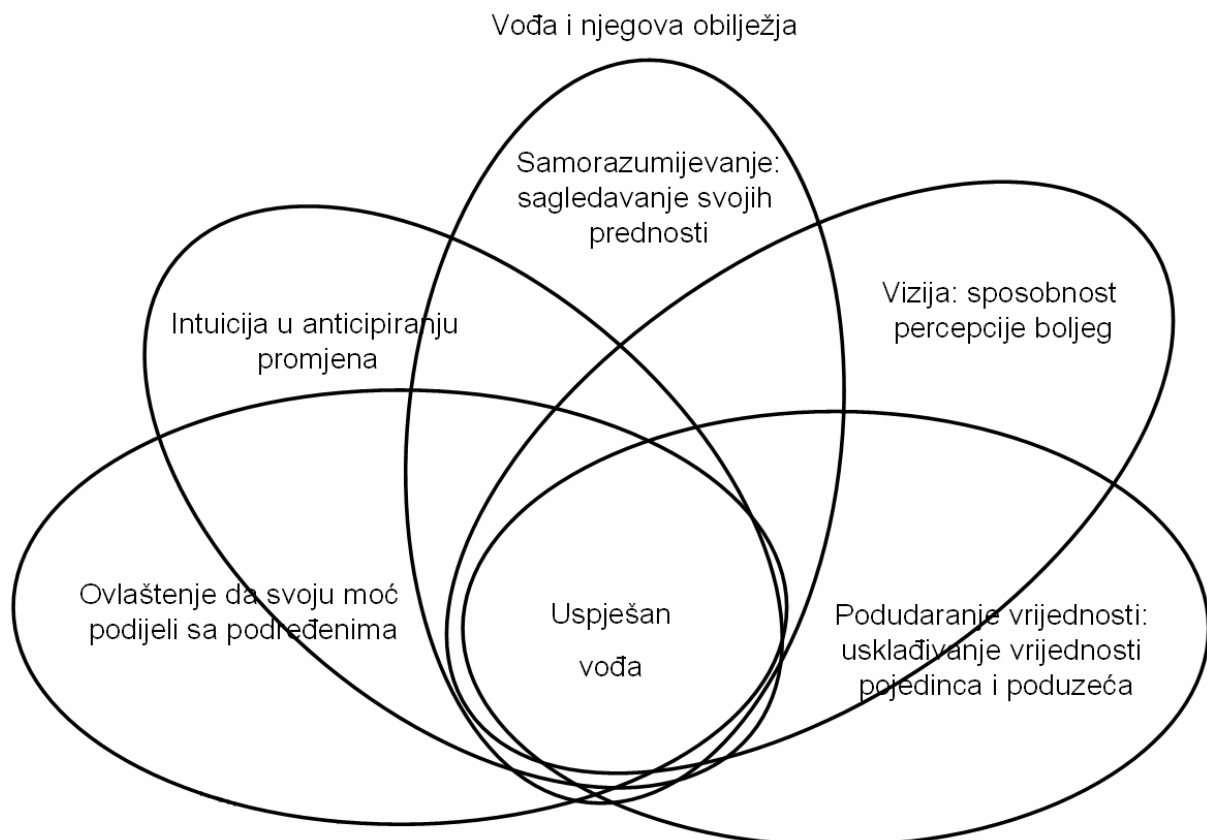 Vođa i njegova obilježja
Samorazumijevanje:
sagledavanje svojih
prednosti
Intuicija u anticipiranju
promjena
Vizija: sposobnost
percepcije boljeg
Ovlaštenje da svoju moć
podijeli sa podređenima
Uspješan
vođa
Podudaranje vrijednosti:
usklađivanje vrijednosti
pojedinca i poduzeća